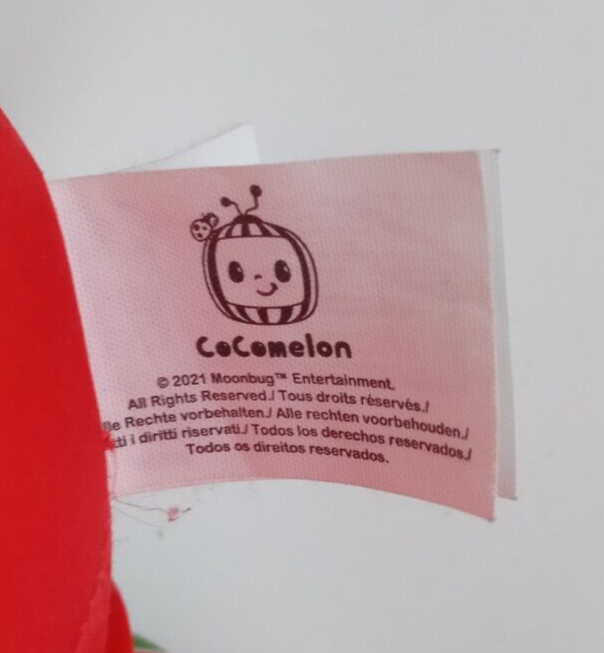 CoComelon
© 2021 Moonbug™ Entertainment.
All Rights Reserved./ Tous droits réservés./
lle Rechte vorbehalten./ Alle rechten voorbehouden./
tti i diritti riservati./ Todos los derechos reservados./
Todos os direitos reservados.